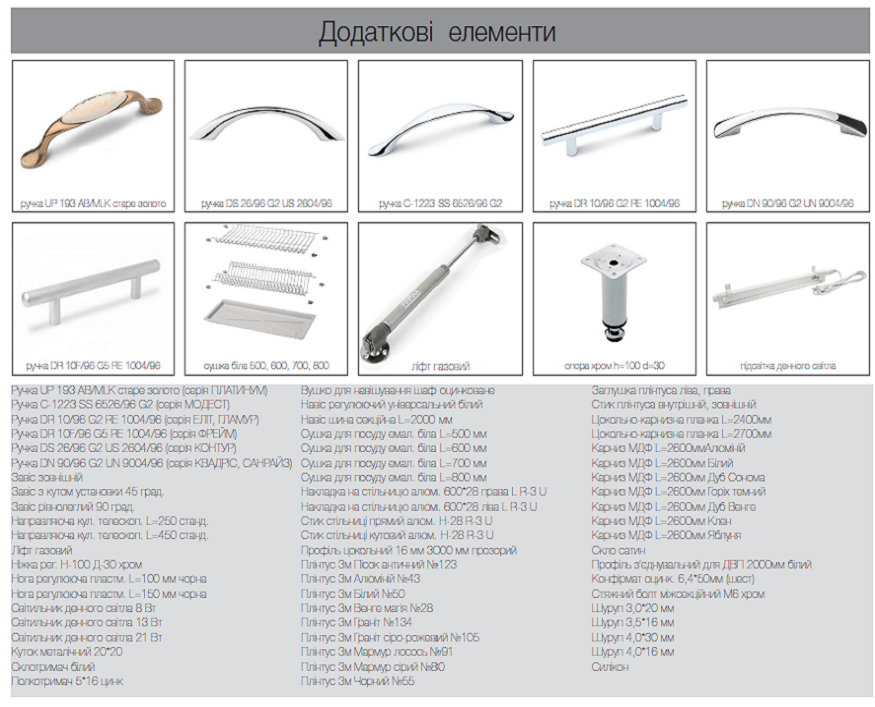 Додаткові елементи
ручка UP 193 AB/MLK старе золото
ручка DS 26/96 G2 US 2604/96
ручка C-1223 SS 6526/96 G2
ручка DR 10/96 G2 RE 1004/96
ручка DN 90/96 G2 UN 9004/96
ручка DR 10F/96 G5 RE 1004/96
сушка біла 500, 600, 700, 800
ліфт газовий
опора хром h=100 d=30
підсвітка денного світла
Ручка UP 193 AB/MLK старе золото (серія ПЛАТИНУМ)
Ручка C-1223 SS 6526/96 G2 (серія МОДЕСТ)
Ручка DR 10/96 G2 RE 1004/96 (серія ЕЛІТ, ГЛАМУР)
Ручка DR 10F/96 G5 RE 1004/96 (серія ФРЕЙМ)
Ручка DS 26/96 G2 US 2604/96 (серія КОНТУР)
Ручка DN 90/96 G2 UN 9004/96 (серія КВАДРІС, САНРАЙЗ)
Завіс зовнішній
Завіс з кутом установки 45 град.
Завіс рівнолеглий 90 град.
Направляюча кул. телескоп. L=250 станд.
Направляюча кул. телескоп. L=450 станд.
Ліфт газовий
Ніжка рег. H-100 Д-30 хром
Нога регулююча пластм. L=100 мм чорна
Нога регулююча пластм. L=150 мм чорна
Світильник денного світла 8 Вт
Світильник денного світла 13 Вт
Світильник денного світла 21 Вт
Куток металічний 20*20
Склотримач білий
Полкотримач 5*16 цинк
Вушко для навішування шаф оцинковане
Навіс регулюючий універсальний білий
Навіс шина секційна L=2000 мм
Сушка для посуду емал. біла L=500 мм
Сушка для посуду емал. біла L=600 мм
Сушка для посуду емал. біла L=700 мм
Сушка для посуду емал. біла L=800 мм
Накладка на стільницю алюм. 600*28 права L R-3 U
Накладка на стільницю алюм. 600*28 ліва L R-3 U
Стик стільниці прямий алюм. H-28 R-3 U
Стик стільниці кутовий алюм. H-28 R-3 U
Профіль цокольний 16 мм 3000 мм прозорий
Плінтус 3м Пісок античний №123
Плінтус 3м Алюміній №43
Плінтус 3м Білий №50
Плінтус 3м Венге магія №28
Плінтус 3м Граніт №134
Плінтус 3м Граніт сіро-рожевий №105
Плінтус 3м Мармур лосось №91
Плінтус 3м Мармур сірий №80
Плінтус 3м Чорний №55
Заглушка плінтуса ліва, права
Стик плінтуса внутрішній, зовнішній
Цокольно-карнизна планка L=2400мм
Цокольно-карнизна планка L=2700мм
Карниз МДФ L=2600ммАлюміній
Карниз МДФ L=2600мм Білий
Карниз МДФ L=2600мм Дуб Сонома
Карниз МДФ L=2600мм Горіх темний
Карниз МДФ L=2600мм Дуб Венге
Карниз МДФ L=2600мм Клен
Карниз МДФ L=2600мм Яблуня
Скло сатин
Профіль з'єднувальний для ДВП 2000мм білий
Конфірмат оцинк. 6,4*50мм (шест)
Стяжний болт міжсекційний М6 хром
Шуруп 3,0*20 мм
Шуруп 3,5*16 мм
Шуруп 4,0*30 мм
Шуруп 4,0*16 мм
Силікон